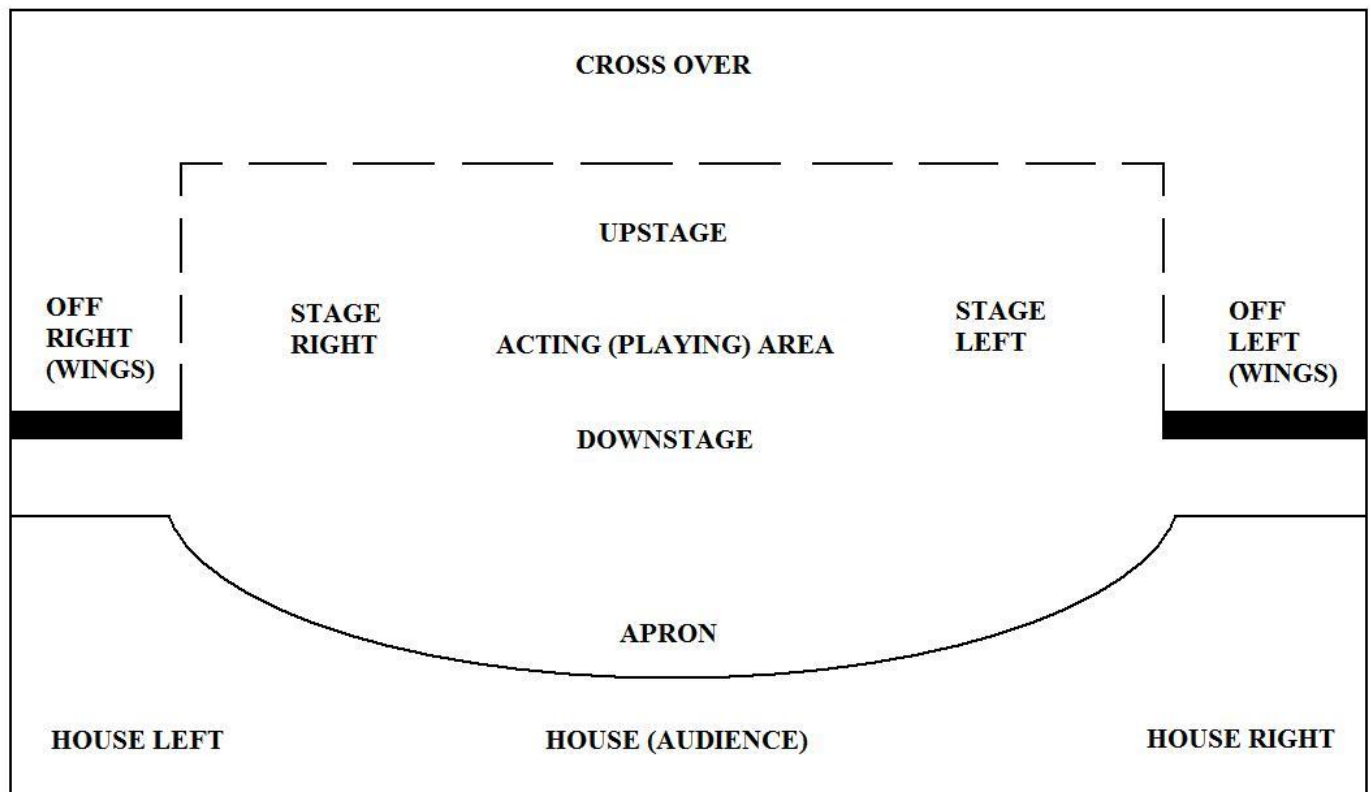 CROSS OVER
UPSTAGE
OFF
RIGHT
(WINGS)
STAGE
RIGHT
ACTING (PLAYING) AREA
STAGE
LEFT
OFF
LEFT
(WINGS)
DOWNSTAGE
APRON
HOUSE LEFT
HOUSE (AUDIENCE)
HOUSE RIGHT